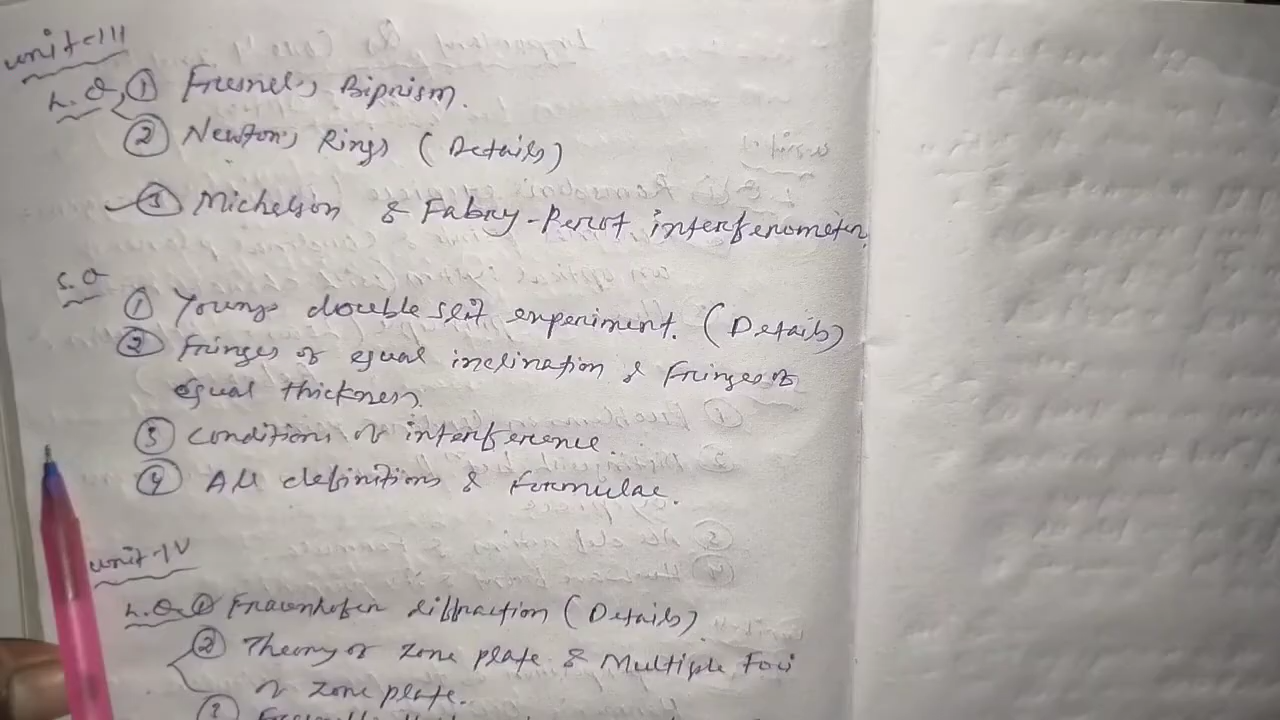 unit-III
L.Q ① Fresnel's Biprism.
② Newton's Rings (Details)
③ Michelson & Fabry-Perot interferometer.
S.Q
① Youngs double slit experiment. (Details)
② Fringes of equal inclination & Fringes of
equal thickness.
③ conditions of interference
④ All definitions & Formulae.
unit-IV
L.Q ① Fraunhofer diffraction (Details)
② Theory of zone plate & Multiple Foci
of zone plate.
③